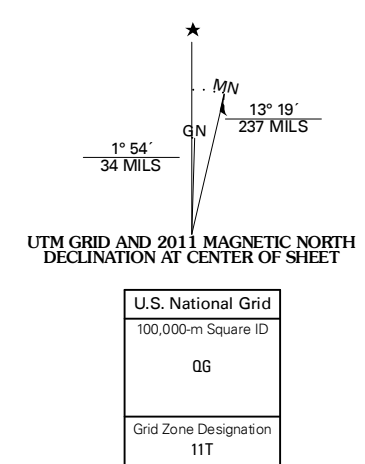 MN
13° 19´
237 MILS
GN
1° 54´
34 MILS
UTM GRID AND 2011 MAGNETIC NORTH
DECLINATION AT CENTER OF SHEET
U.S. National Grid
100,000-m Square ID
QG
Grid Zone Designation
11T